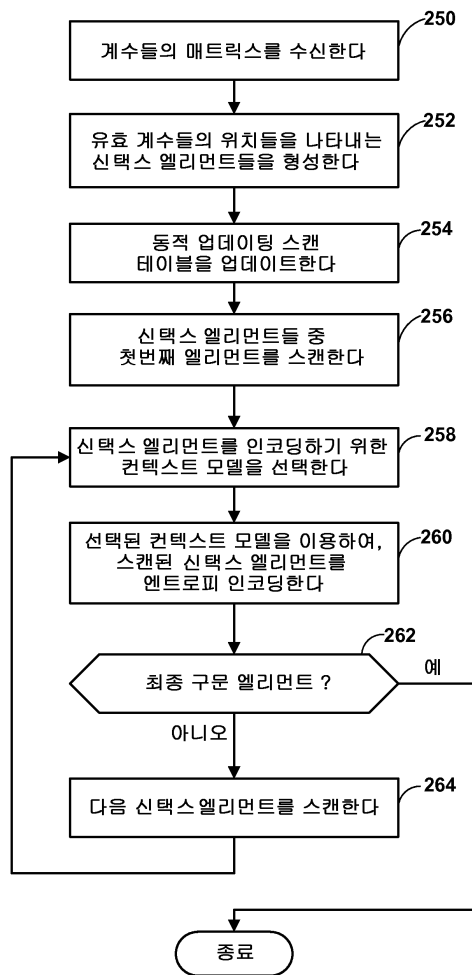 250
계수들의 매트릭스를 수신한다
252
유효 계수들의 위치들을 나타내는
신택스 엘리먼트들을 형성한다
254
동적 업데이팅 스캔
테이블을 업데이트한다
256
신택스 엘리먼트들 중
첫번째 엘리먼트를 스캔한다
258
신택스 엘리먼트를 인코딩하기 위한
컨텍스트 모델을 선택한다
260
선택된 컨텍스트 모델을 이용하여,
스캔된 신택스 엘리먼트를
엔트로피 인코딩한다
262
최종 구문 엘리먼트 ?
예
아니오
264
다음 신택스 엘리먼트를 스캔한다
종료